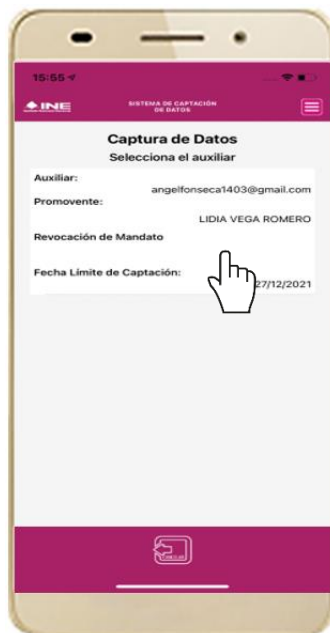 15:55
INE
SISTEMA DE CAPTACIÓN
DE DATOS
Captura de Datos
Selecciona el auxiliar
Auxiliar:
angelfonseca1403@gmail.com
Promovente:
LIDIA VEGA ROMERO
Revocación de Mandato
Fecha Límite de Captación:
27/12/2021